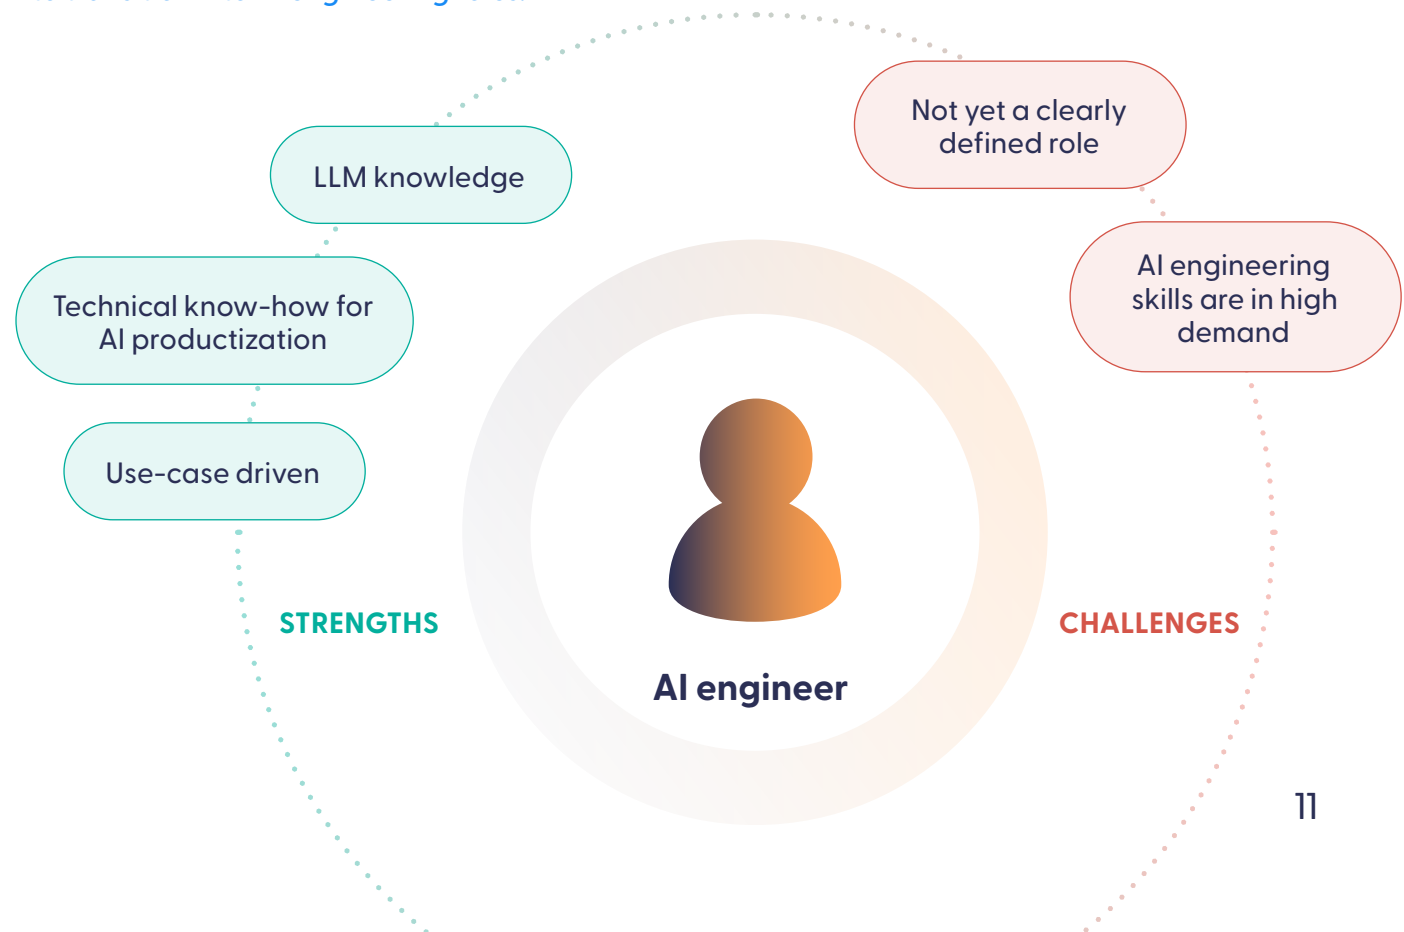 LLM knowledge
Technical know-how for
AI productization
Use-case driven
STRENGTHS
Not yet a clearly
defined role
AI engineering
skills are in high
demand
CHALLENGES
AI engineer
11